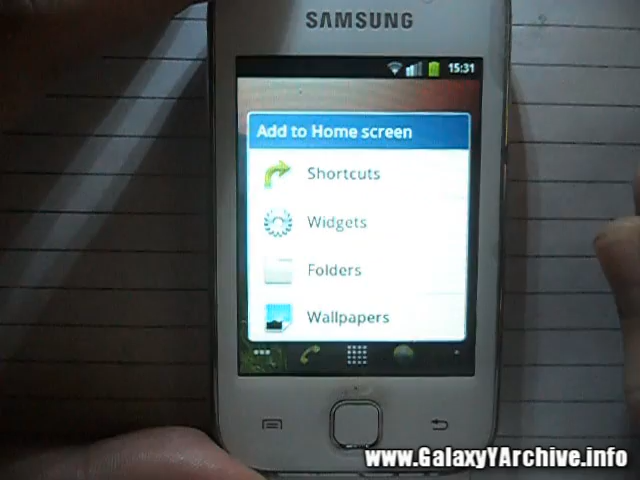 SAMSUNG
15:31
Add to Home screen
Shortcuts
Widgets
Folders
Wallpapers
www.GalaxyYArchive.info